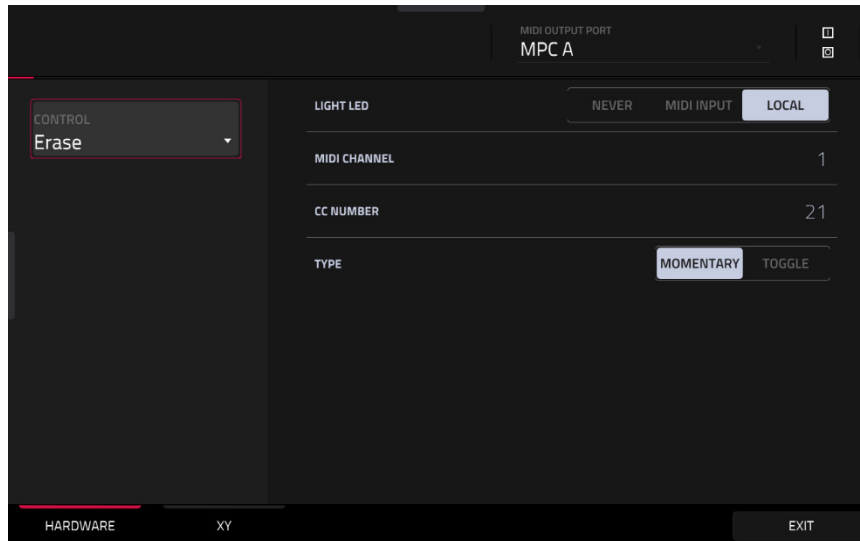 MIDI OUTPUT PORT
MPC A
CONTROL
Erase
LIGHT LED NEVER MIDI INPUT LOCAL
MIDI CHANNEL 1
CC NUMBER 21
TYPE MOMENTARY TOGGLE
HARDWARE XY EXIT